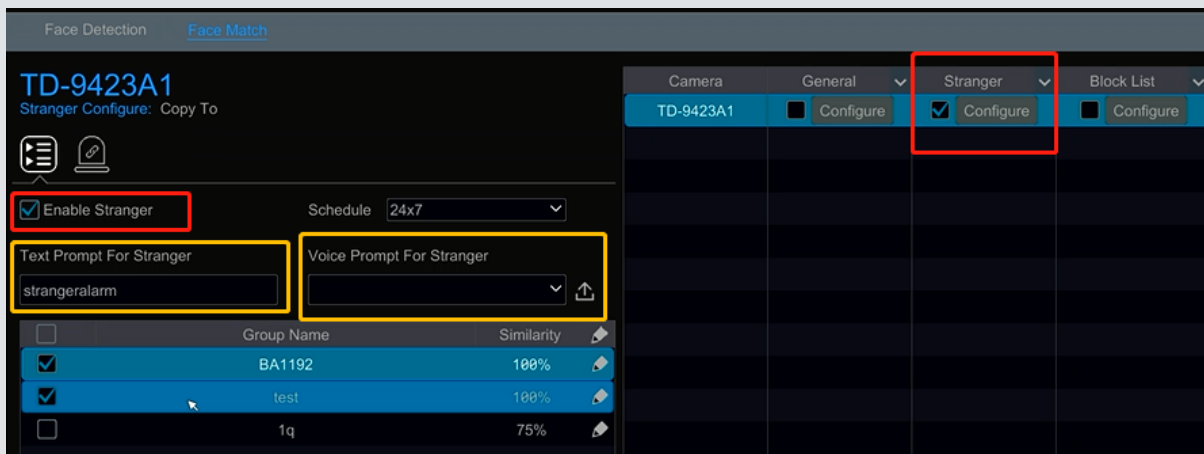 Face Detection Face Match
TD-9423A1
Stranger Configure: Copy To
Enable Stranger Schedule 24x7
Text Prompt For Stranger Voice Prompt For Stranger
strangeralarm
Group Name Similarity
BA1192 100%
test 100%
1q 75%
Camera General Stranger Block List
TD-9423A1 Configure Configure Configure